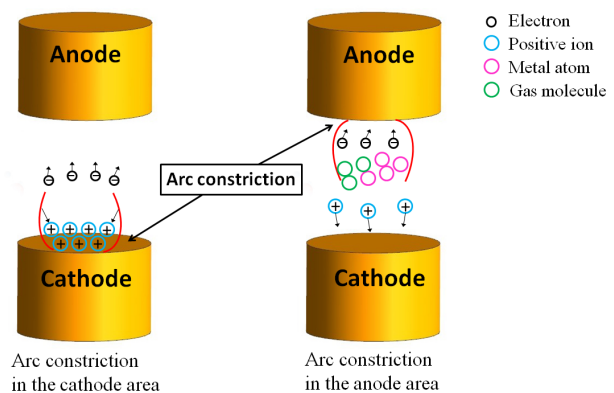 Anode
Cathode
Arc constriction
in the cathode area
Arc constriction
Anode
Cathode
Arc constriction
in the anode area
Electron
Positive ion
Metal atom
Gas molecule